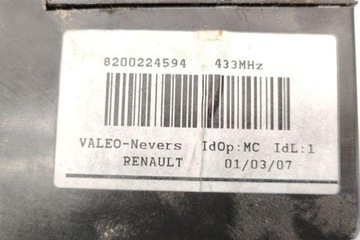 8200224594 433MHz
VALEO-Nevers IdOp:MC IdL:1
RENAULT 01/03/07